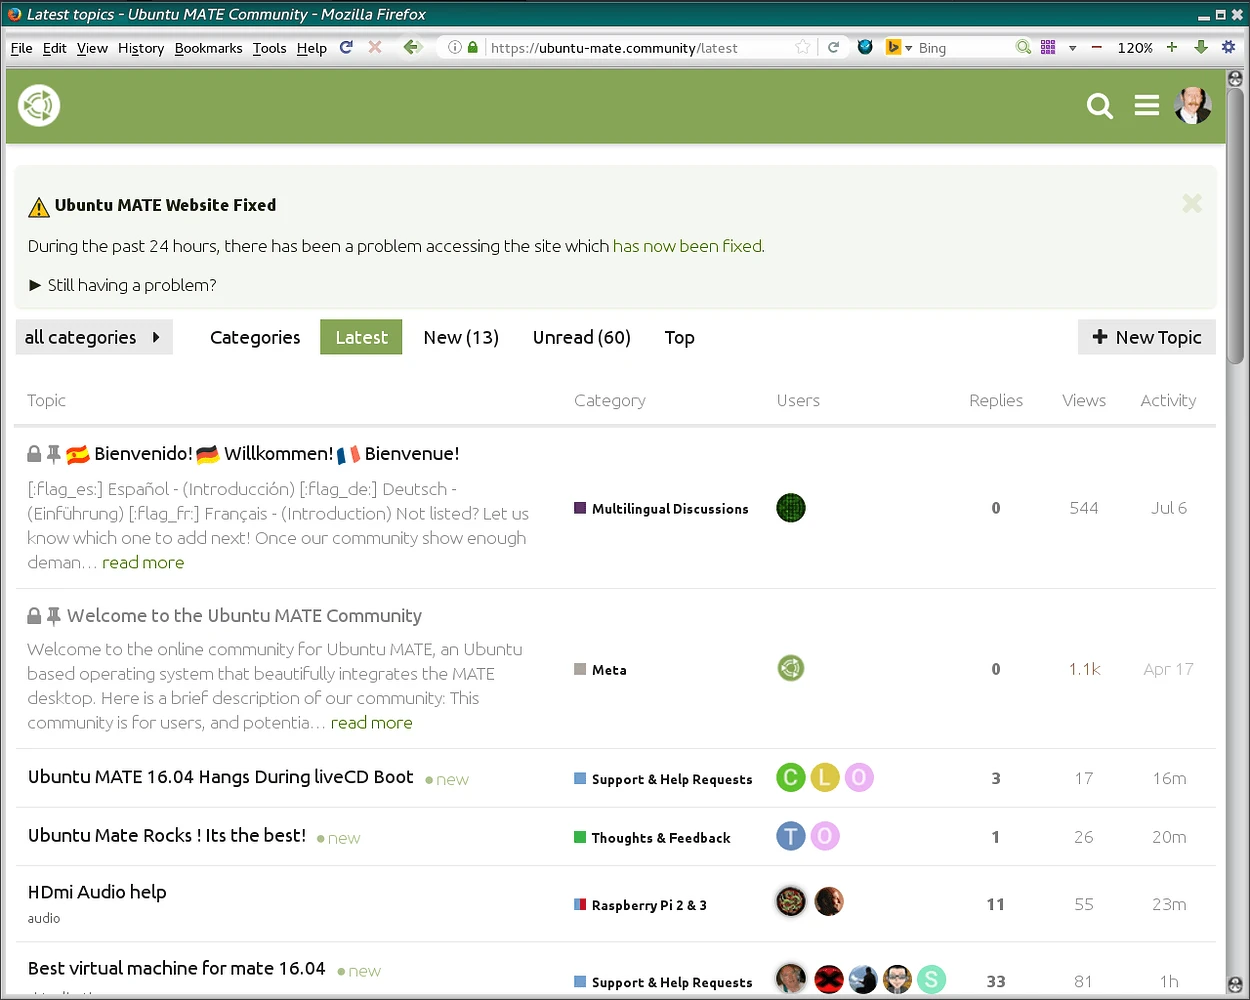 Latest topics - Ubuntu MATE Community - Mozilla Firefox
File Edit View History Bookmarks Tools Help https://ubuntu-mate.community/latest Bing 120%
Ubuntu MATE Website Fixed
During the past 24 hours, there has been a problem accessing the site which has now been fixed.
► Still having a problem?
all categories Categories Latest New (13) Unread (60) Top New Topic
Topic Category Users Replies Views Activity
Bienvenido! Willkommen! Bienvenue!
[:flag_es:] Español - (Introducción) [:flag_de:] Deutsch -
(Einführung) [:flag_fr:] Français - (Introduction) Not listed? Let us
know which one to add next! Once our community show enough
deman… read more
Multilingual Discussions 0 544 Jul 6
Welcome to the Ubuntu MATE Community
Welcome to the online community for Ubuntu MATE, an Ubuntu
based operating system that beautifully integrates the MATE
desktop. Here is a brief description of our community: This
community is for users, and potentia… read more
Meta 0 1.1k Apr 17
Ubuntu MATE 16.04 Hangs During liveCD Boot new Support & Help Requests C L O 3 17 16m
Ubuntu Mate Rocks ! Its the best! new Thoughts & Feedback T O 1 26 20m
HDmi Audio help
audio
Raspberry Pi 2 & 3 11 55 23m
Best virtual machine for mate 16.04 new Support & Help Requests S 33 81 1h